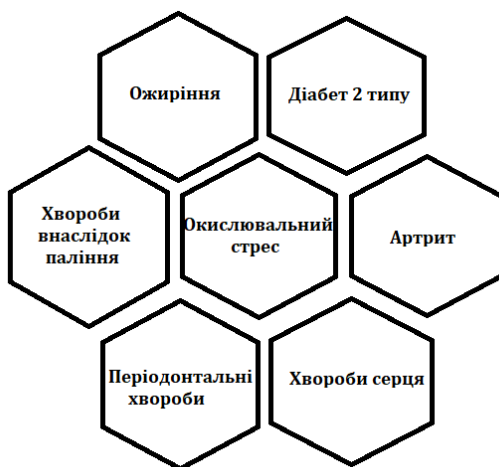 Ожиріння
Діабет 2 типу
Хвороби
внаслідок
паління
Окислювальний
стрес
Артрит
Періодонтальні
хвороби
Хвороби серця